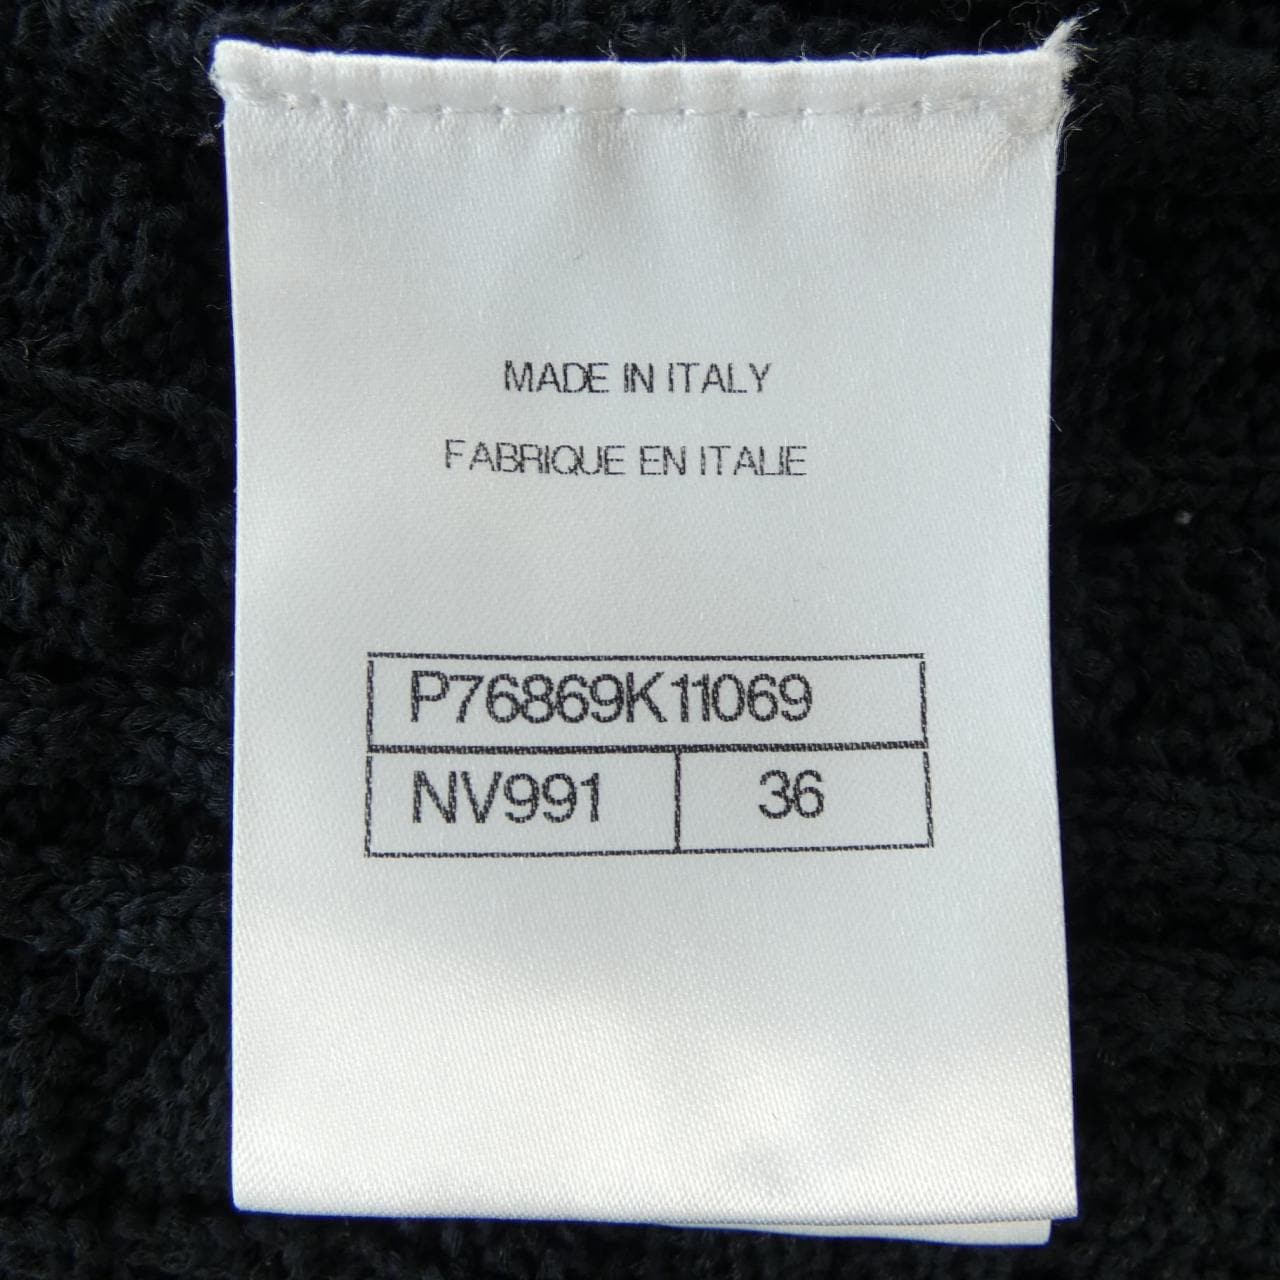 MADE IN ITALY
FABRIQUE EN ITALIE
P76869K11069
NV991 36